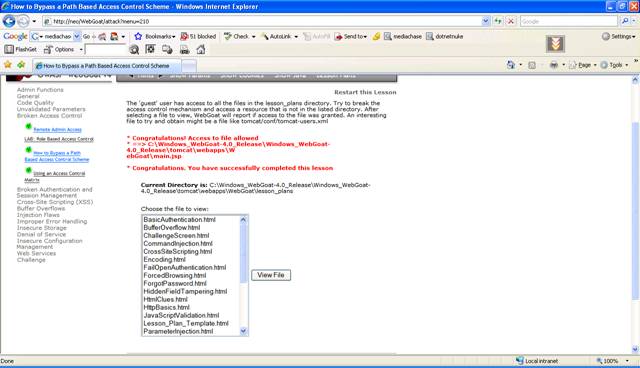 How to Bypass a Path Based Access Control Scheme - Windows Internet Explorer
http://neo/WebGoat/attack?menu=210
Google mediachase Go Bookmarks 51 blocked Check AutoLink AutoFill Send to mediachase dotnetnuke Settings
FlashGet Options
How to Bypass a Path Based Access Control Scheme Page Tools
OWASP WebGoat V4 Hints Show Params Show Cookies Show Java Lesson Plans
Restart this Lesson
Admin Functions
General
Code Quality
Unvalidated Parameters
Broken Access Control
Remote Admin Access
LAB: Role Based Access Control
How to Bypass a Path
Based Access Control Scheme
Using an Access Control
Matrix
Broken Authentication and
Session Management
Cross-Site Scripting (XSS)
Buffer Overflows
Injection Flaws
Improper Error Handling
Insecure Storage
Denial of Service
Insecure Configuration
Management
Web Services
Challenge
The 'guest' user has access to all the files in the lesson_plans directory. Try to break
the access control mechanism and access a resource that is not in the listed directory. After
selecting a file to view, WebGoat will report if access to the file was granted. An interesting
file to try and obtain might be a file like tomcat/conf/tomcat-users.xml
* Congratulations! Access to file allowed
* ==> C:\Windows_WebGoat-4.0_Release\Windows_WebGoat-
4.0_Release\tomcat\webapps\W
ebGoat\main.jsp
* Congratulations. You have successfully completed this lesson
Current Directory is: C:\Windows_WebGoat-4.0_Release\Windows_WebGoat-
4.0_Release\tomcat\webapps\WebGoat\lesson_plans
Choose the file to view:
BasicAuthentication.html
BufferOverflow.html
ChallengeScreen.html
CommandInjection.html
CrossSiteScripting.html
Encoding.html
FailOpenAuthentication.html
ForcedBrowsing.html
ForgotPassword.html
HiddenFieldTampering.html
HtmlClues.html
HttpBasics.html
JavaScriptValidation.html
Lesson_Plan_Template.html
ParameterInjection.html
View File
Done Local intranet 100%